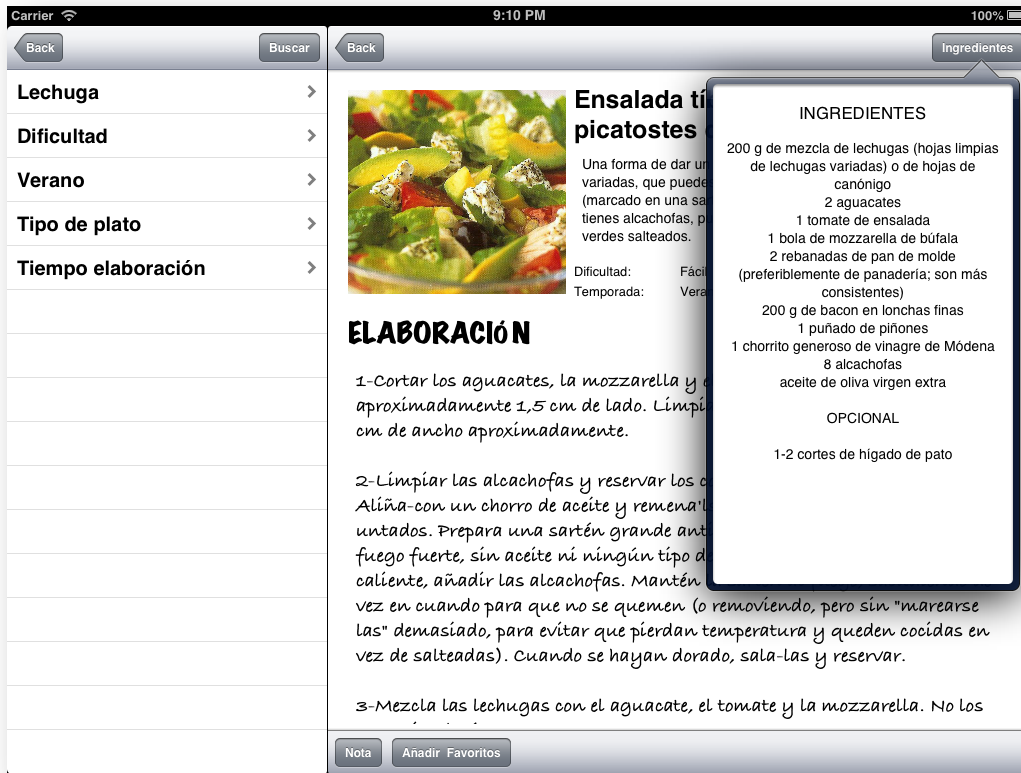 Carrier 9:10 PM 100%
Back Buscar
Lechuga
Dificultad
Verano
Tipo de plato
Tiempo elaboración
Back Ingredientes
Ensalada
picatostes
Una forma de dar
variadas, que
(marcado en una
tienes alcachofas,
verdes salteados.
Dificultad:
Temporada:
ELABORACIÓN
1-Cortar los aguacates, la mozzarella y
aproximadamente 1,5 cm de lado.
cm de ancho aproximadamente.
2-Limpiar las alcachofas y reservar los
Aliña-con un chorro de aceite y
untados. Prepara una sartén grande
fuego fuerte, sin aceite ni ningún tipo
caliente, añadir las alcachofas. Mantén
vez en cuando para que no se quemen (o removiendo, pero sin "marearse
las" demasiado, para evitar que pierdan temperatura y queden cocidas en
vez de salteadas). Cuando se hayan dorado, sala-las y reservar.
3-Mezcla las lechugas con el aguacate, el tomate y la mozzarella. No los
INGREDIENTES
200 g de mezcla de lechugas (hojas limpias
de lechugas variadas) o de hojas de
canónigo
2 aguacates
1 tomate de ensalada
1 bola de mozzarella de búfala
2 rebanadas de pan de molde
(preferiblemente de panadería; son más
consistentes)
200 g de bacon en lonchas finas
1 puñado de piñones
1 chorrito generoso de vinagre de Módena
8 alcachofas
aceite de oliva virgen extra
OPCIONAL
1-2 cortes de hígado de pato
Nota Añadir Favoritos